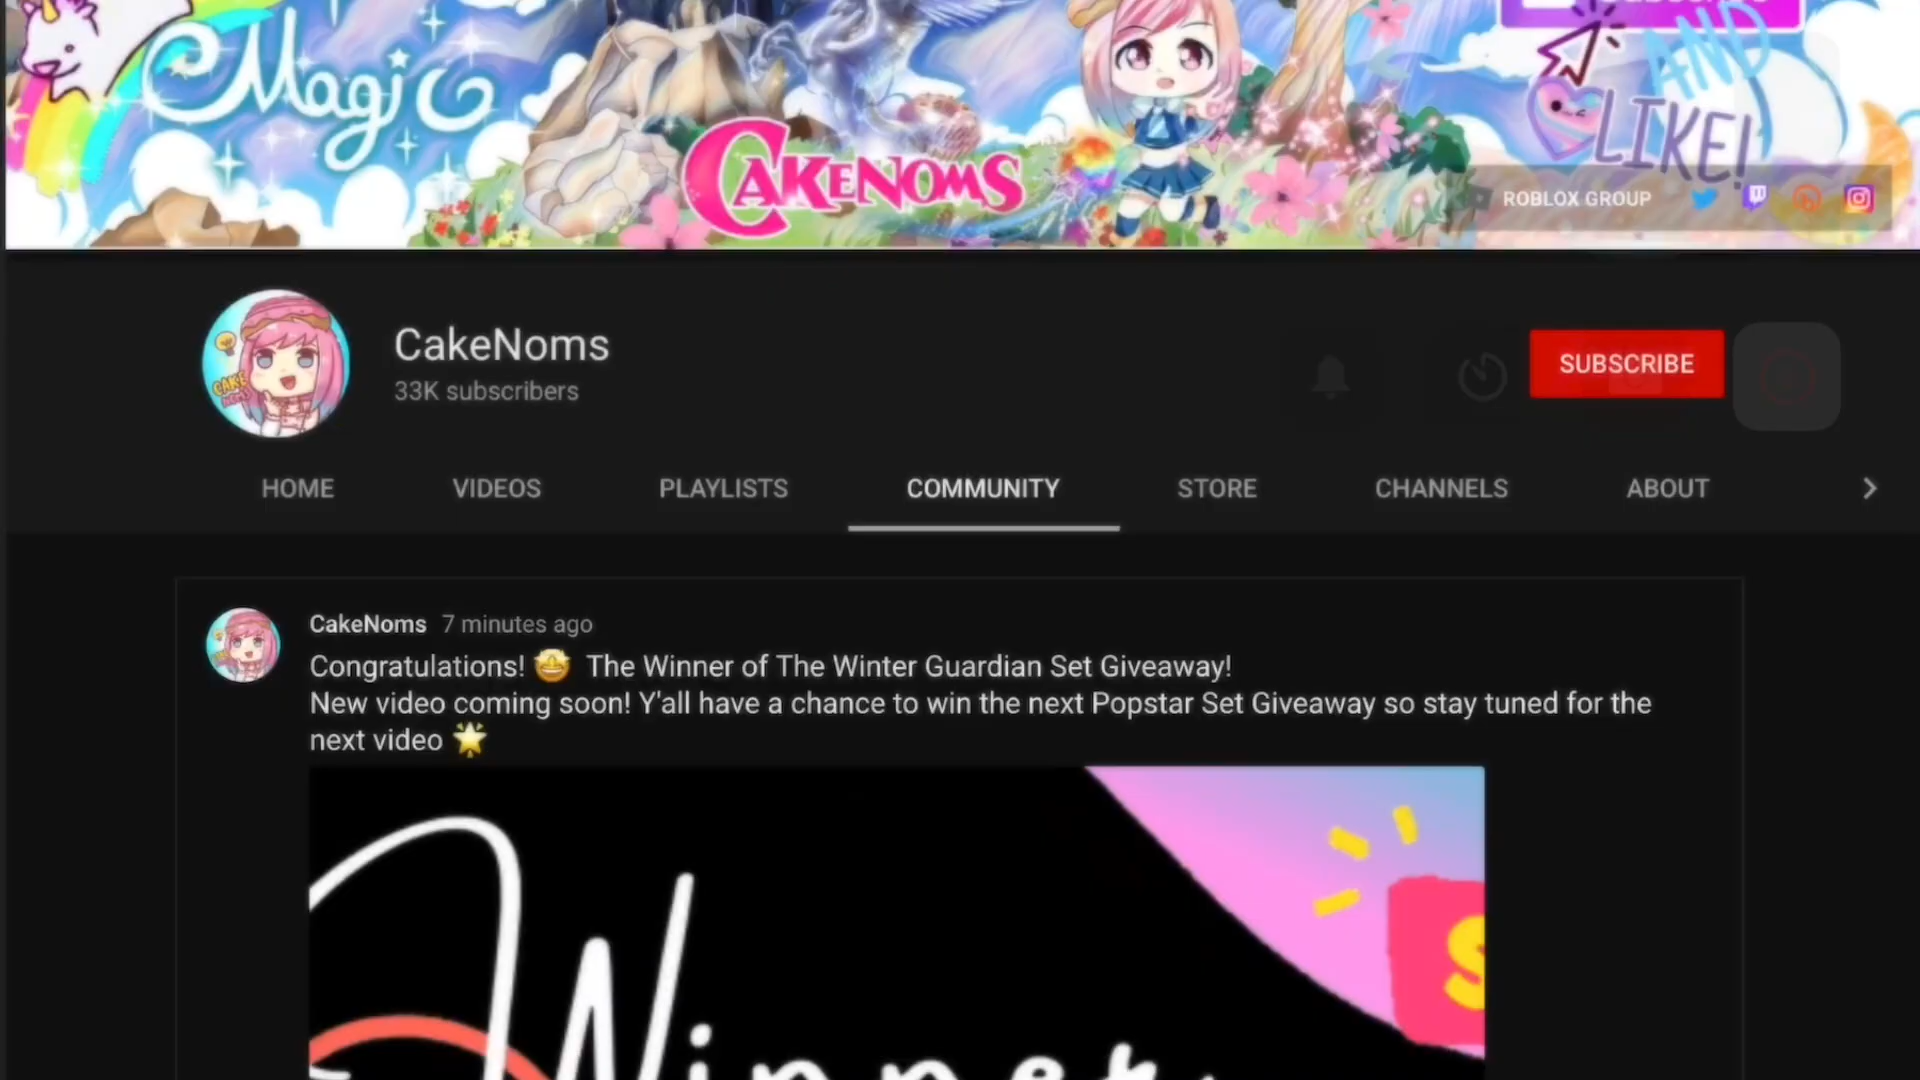 Magic
CAKENOMS
AND
LIKE!
ROBLOX GROUP
CakeNoms
33K subscribers
SUBSCRIBE
HOME VIDEOS PLAYLISTS COMMUNITY STORE CHANNELS ABOUT
CakeNoms 7 minutes ago
Congratulations! 🤩 The Winner of The Winter Guardian Set Giveaway!
New video coming soon! Y'all have a chance to win the next Popstar Set Giveaway so stay tuned for the
next video 🌟
Winner